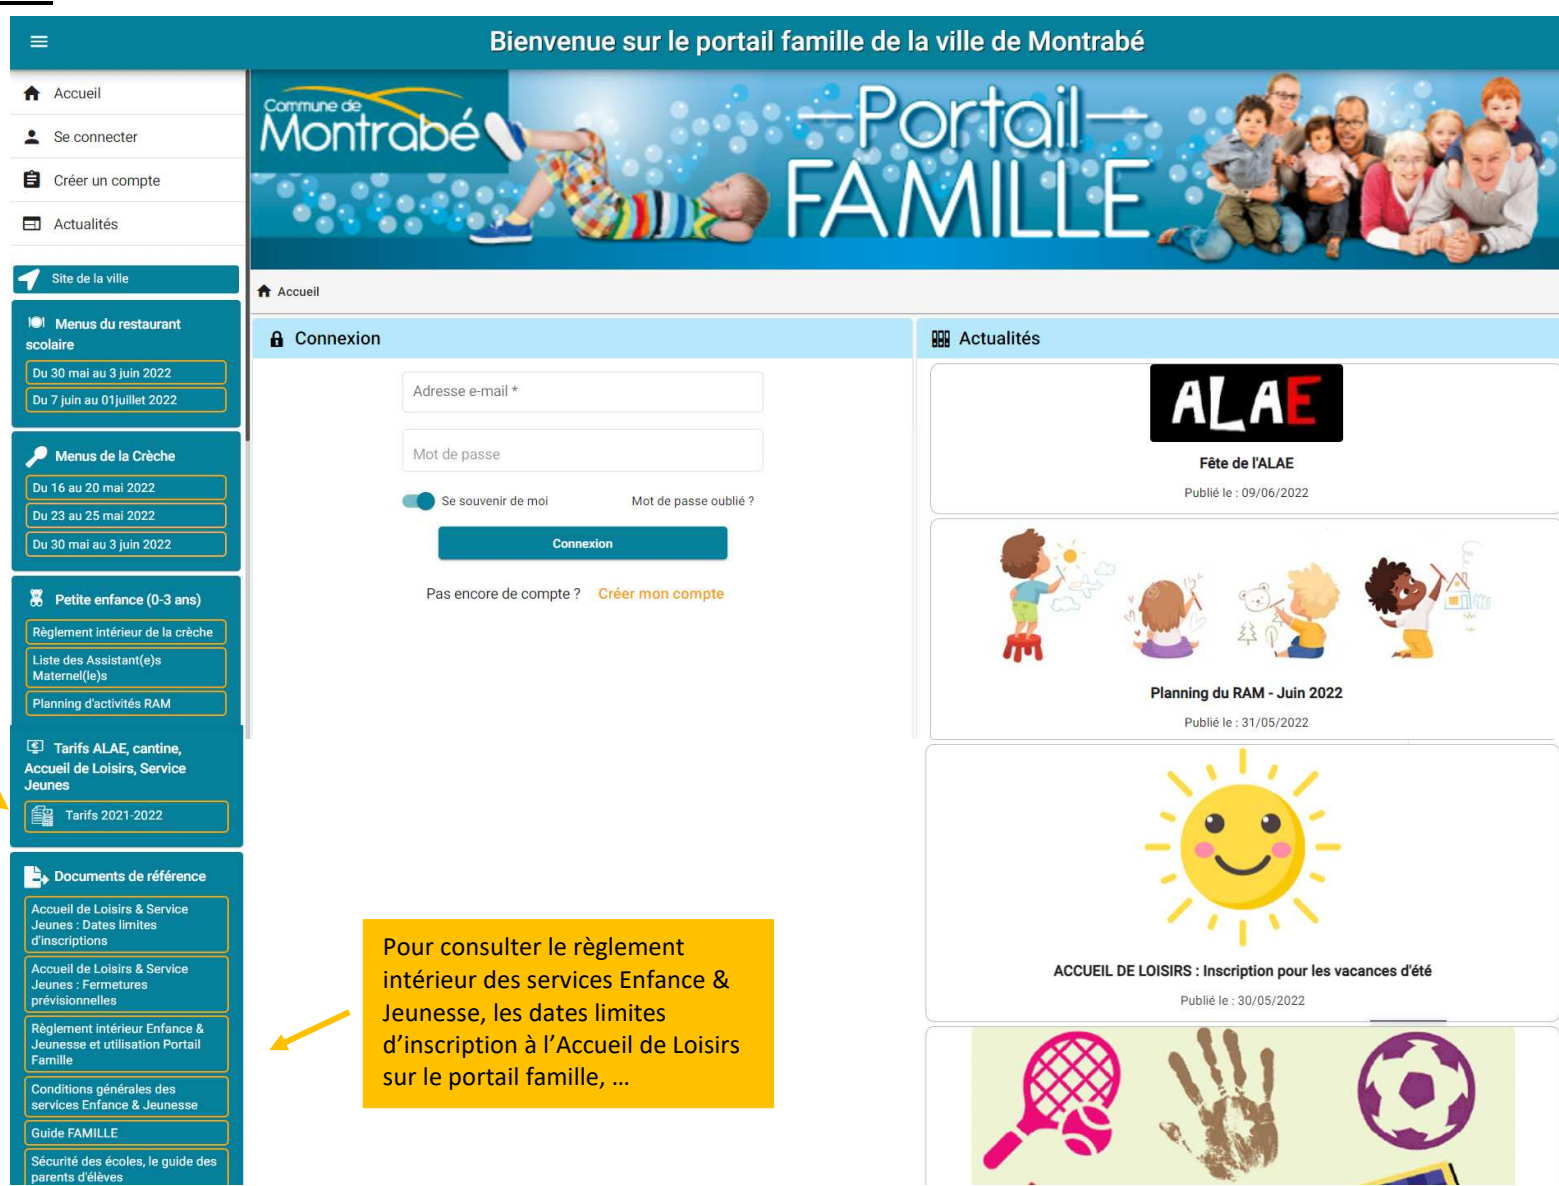 Bienvenue sur le portail famille de la ville de Montrabé
Accueil
Se connecter
Créer un compte
Actualités
Site de la ville
Menus du restaurant
scolaire
Du 30 mai au 3 juin 2022
Du 7 juin au 01juillet 2022
Menus de la Crèche
Du 16 au 20 mai 2022
Du 23 au 25 mai 2022
Du 30 mai au 3 juin 2022
Petite enfance (0-3 ans)
Règlement intérieur de la crèche
Liste des Assistant(e)s
Maternel(le)s
Planning d'activités RAM
Tarifs ALAE, cantine,
Accueil de Loisirs, Service
Jeunes
Tarifs 2021-2022
Documents de référence
Accueil de Loisirs & Service
Jeunes : Dates limites
d'inscriptions
Accueil de Loisirs & Service
Jeunes : Fermetures
prévisionnelles
Règlement intérieur Enfance &
Jeunesse et utilisation Portail
Famille
Conditions générales des
services Enfance & Jeunesse
Guide FAMILLE
Sécurité des écoles, le guide des
parents d'élèves
Commune de
Montrabé
Portail
FAMILLE
Accueil
Connexion
Adresse e-mail *
Mot de passe
Se souvenir de moi
Mot de passe oublié ?
Connexion
Pas encore de compte ? Créer mon compte
Pour consulter le règlement
intérieur des services Enfance &
Jeunesse, les dates limites
d’inscription à l’Accueil de Loisirs
sur le portail famille, …
Actualités
ALAE
Fête de l'ALAE
Publié le : 09/06/2022
Planning du RAM - Juin 2022
Publié le : 31/05/2022
ACCUEIL DE LOISIRS : Inscription pour les vacances d'été
Publié le : 30/05/2022